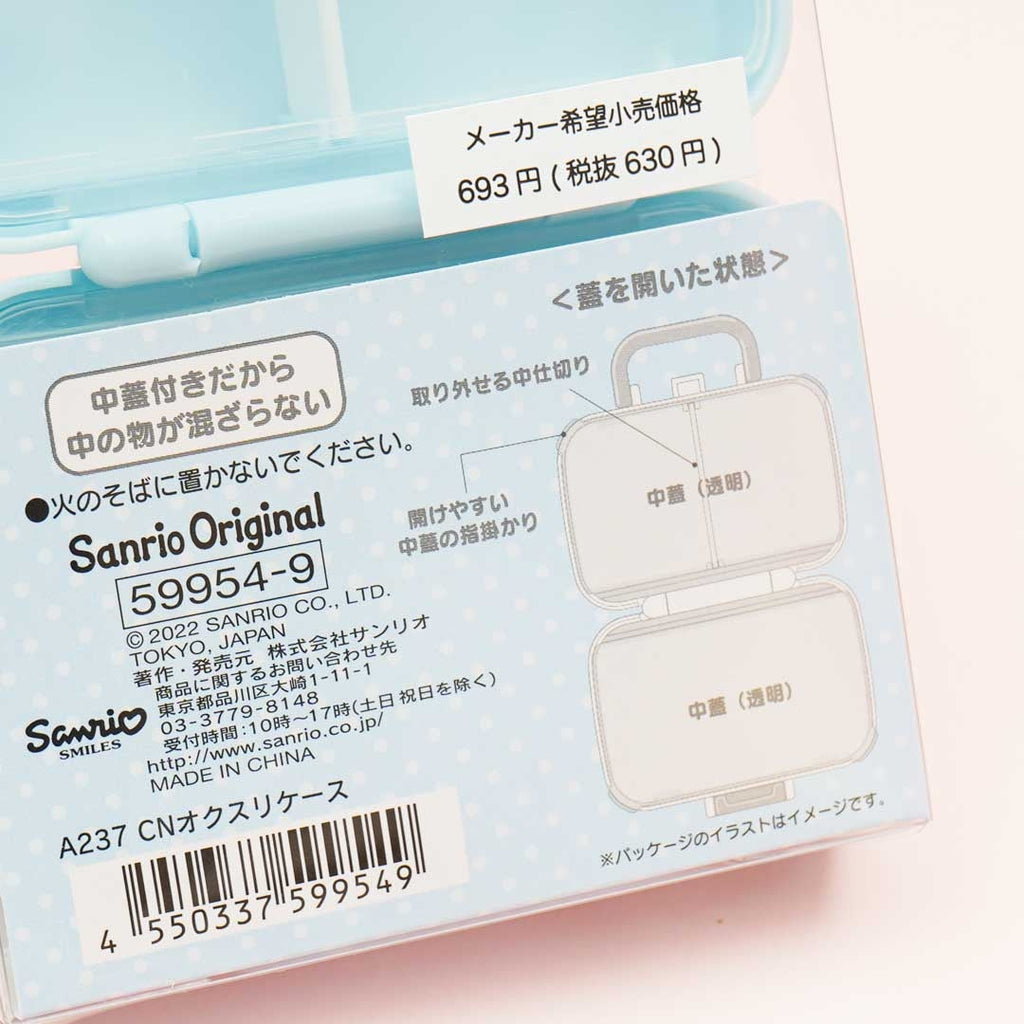 メーカー希望小売価格
693円(税抜630円)
<蓋を開いた状態>
中蓋付きだから
中の物が混ざらない
取り外せる中仕切り
●火のそばに置かないでください。
開けやすい
中蓋の指掛かり
中蓋(透明)
中蓋(透明)
Sanrio Original
59954-9
© 2022 SANRIO CO., LTD.
TOKYO, JAPAN
著作・発売元 株式会社サンリオ
商品に関するお問い合わせ先
東京都品川区大崎1-11-1
03-3779-8148
受付時間:10時~17時(土日祝日を除く)
http://www.sanrio.co.jp/
MADE IN CHINA
Sanrio
SMILES
A237 CNオクスリケース
4 550337 599549
※パッケージのイラストはイメージです。